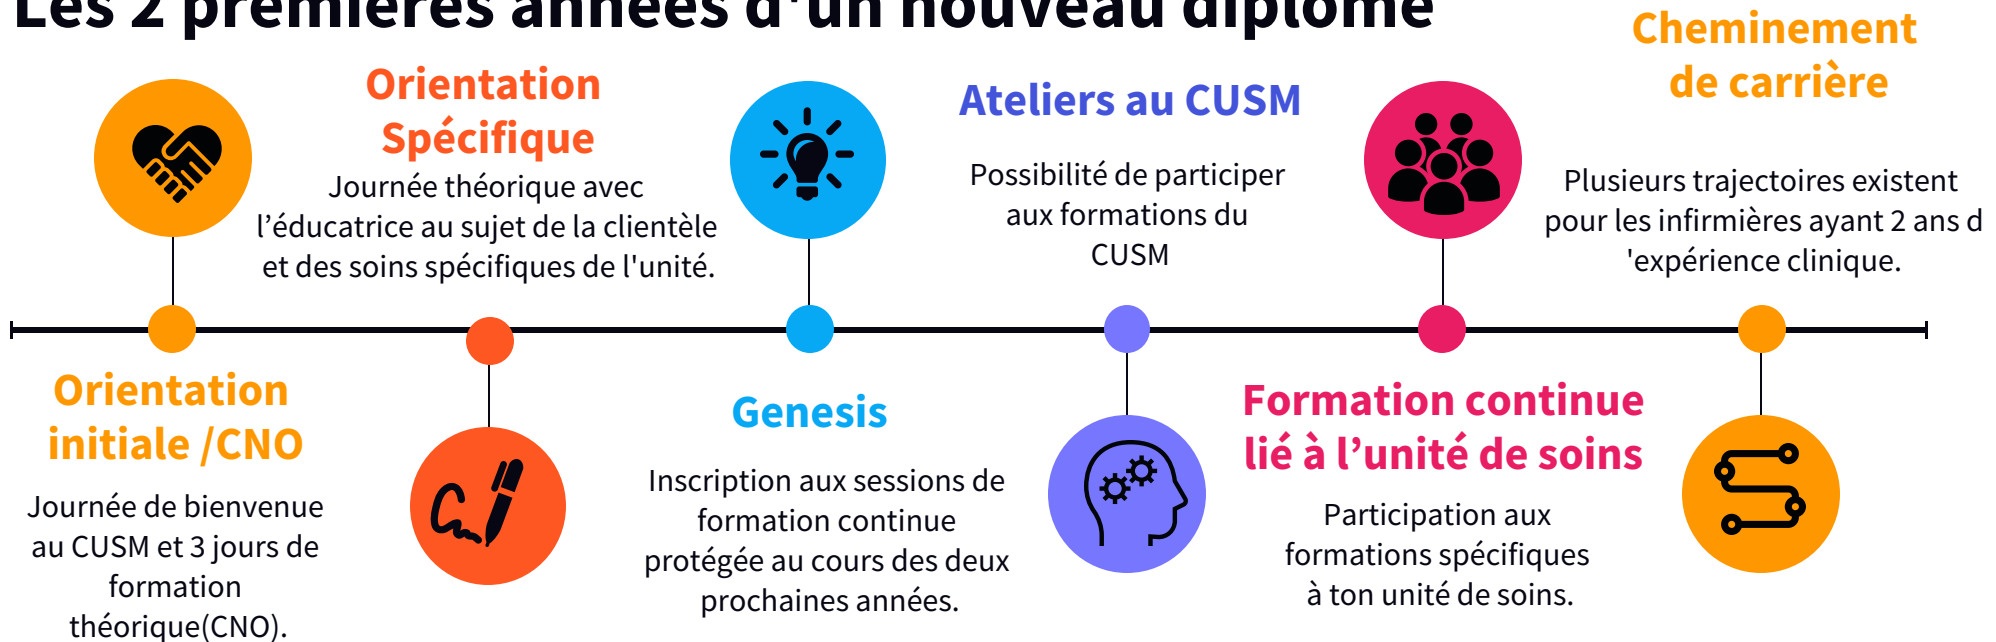 Les 2 premières années d'un nouveau diplômé
Orientation
initiale /CNO
Journée de bienvenue
au CUSM et 3 jours de
formation
théorique(CNO).
Orientation
Spécifique
Journée théorique avec
l’éducatrice au sujet de la clientèle
et des soins spécifiques de l'unité.
Genesis
Inscription aux sessions de
formation continue
protégée au cours des deux
prochaines années.
Ateliers au CUSM
Possibilité de participer
aux formations du
CUSM
Formation continue
lié à l’unité de soins
Participation aux
formations spécifiques
à ton unité de soins.
Cheminement
de carrière
Plusieurs trajectoires existent
pour les infirmières ayant 2 ans d
'expérience clinique.